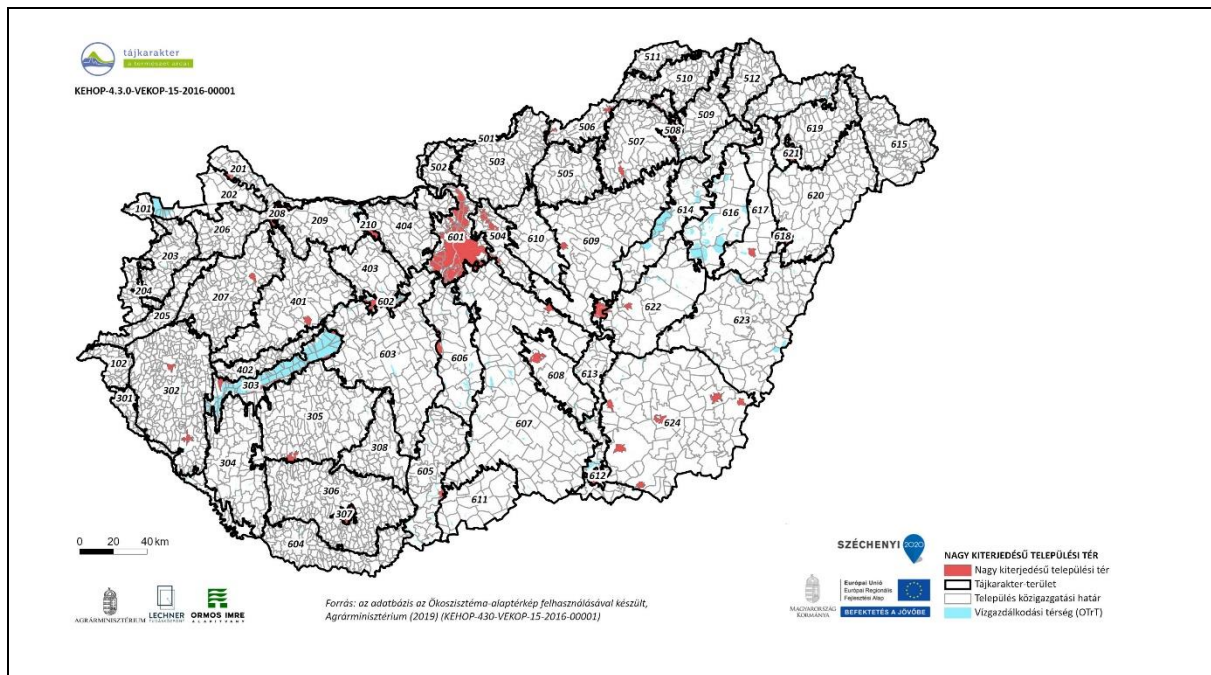 tájkarakter
a természet arcai
KEHOP-4.3.0-VEKOP-15-2016-00001
511
510
512
506
501
507
508
509
619
615
502
503
505
621
201
202
101
208
209
210
404
601
504
610
609
614
616
617
620
618
203
206
204
205
207
401
403
602
622
623
102
301
302
402
303
603
606
608
613
305
607
624
304
308
605
306
307
611
612
604
0 20 40 km
SZÉCHENYI 2020
Európai Unió
Európai Regionális
Fejlesztési Alap
MAGYARORSZÁG
KORMÁNYA
BEFEKTETÉS A JÖVŐBE
NAGY KITERJEDÉSŰ TELEPÜLÉSI TÉR
Nagy kiterjedésű települési tér
Tájkarakter-terület
Település közigazgatási határ
Vízgazdálkodási térség (OTrT)
AGRÁRMINISZTÉRIUM
LECHNER
TUDÁSKÖZPONT
ORMOS IMRE
ALAPÍTVÁNY
Forrás: az adatbázis az Ökoszisztéma-alaptérkép felhasználásával készült,
Agrárminisztérium (2019) (KEHOP-430-VEKOP-15-2016-00001)